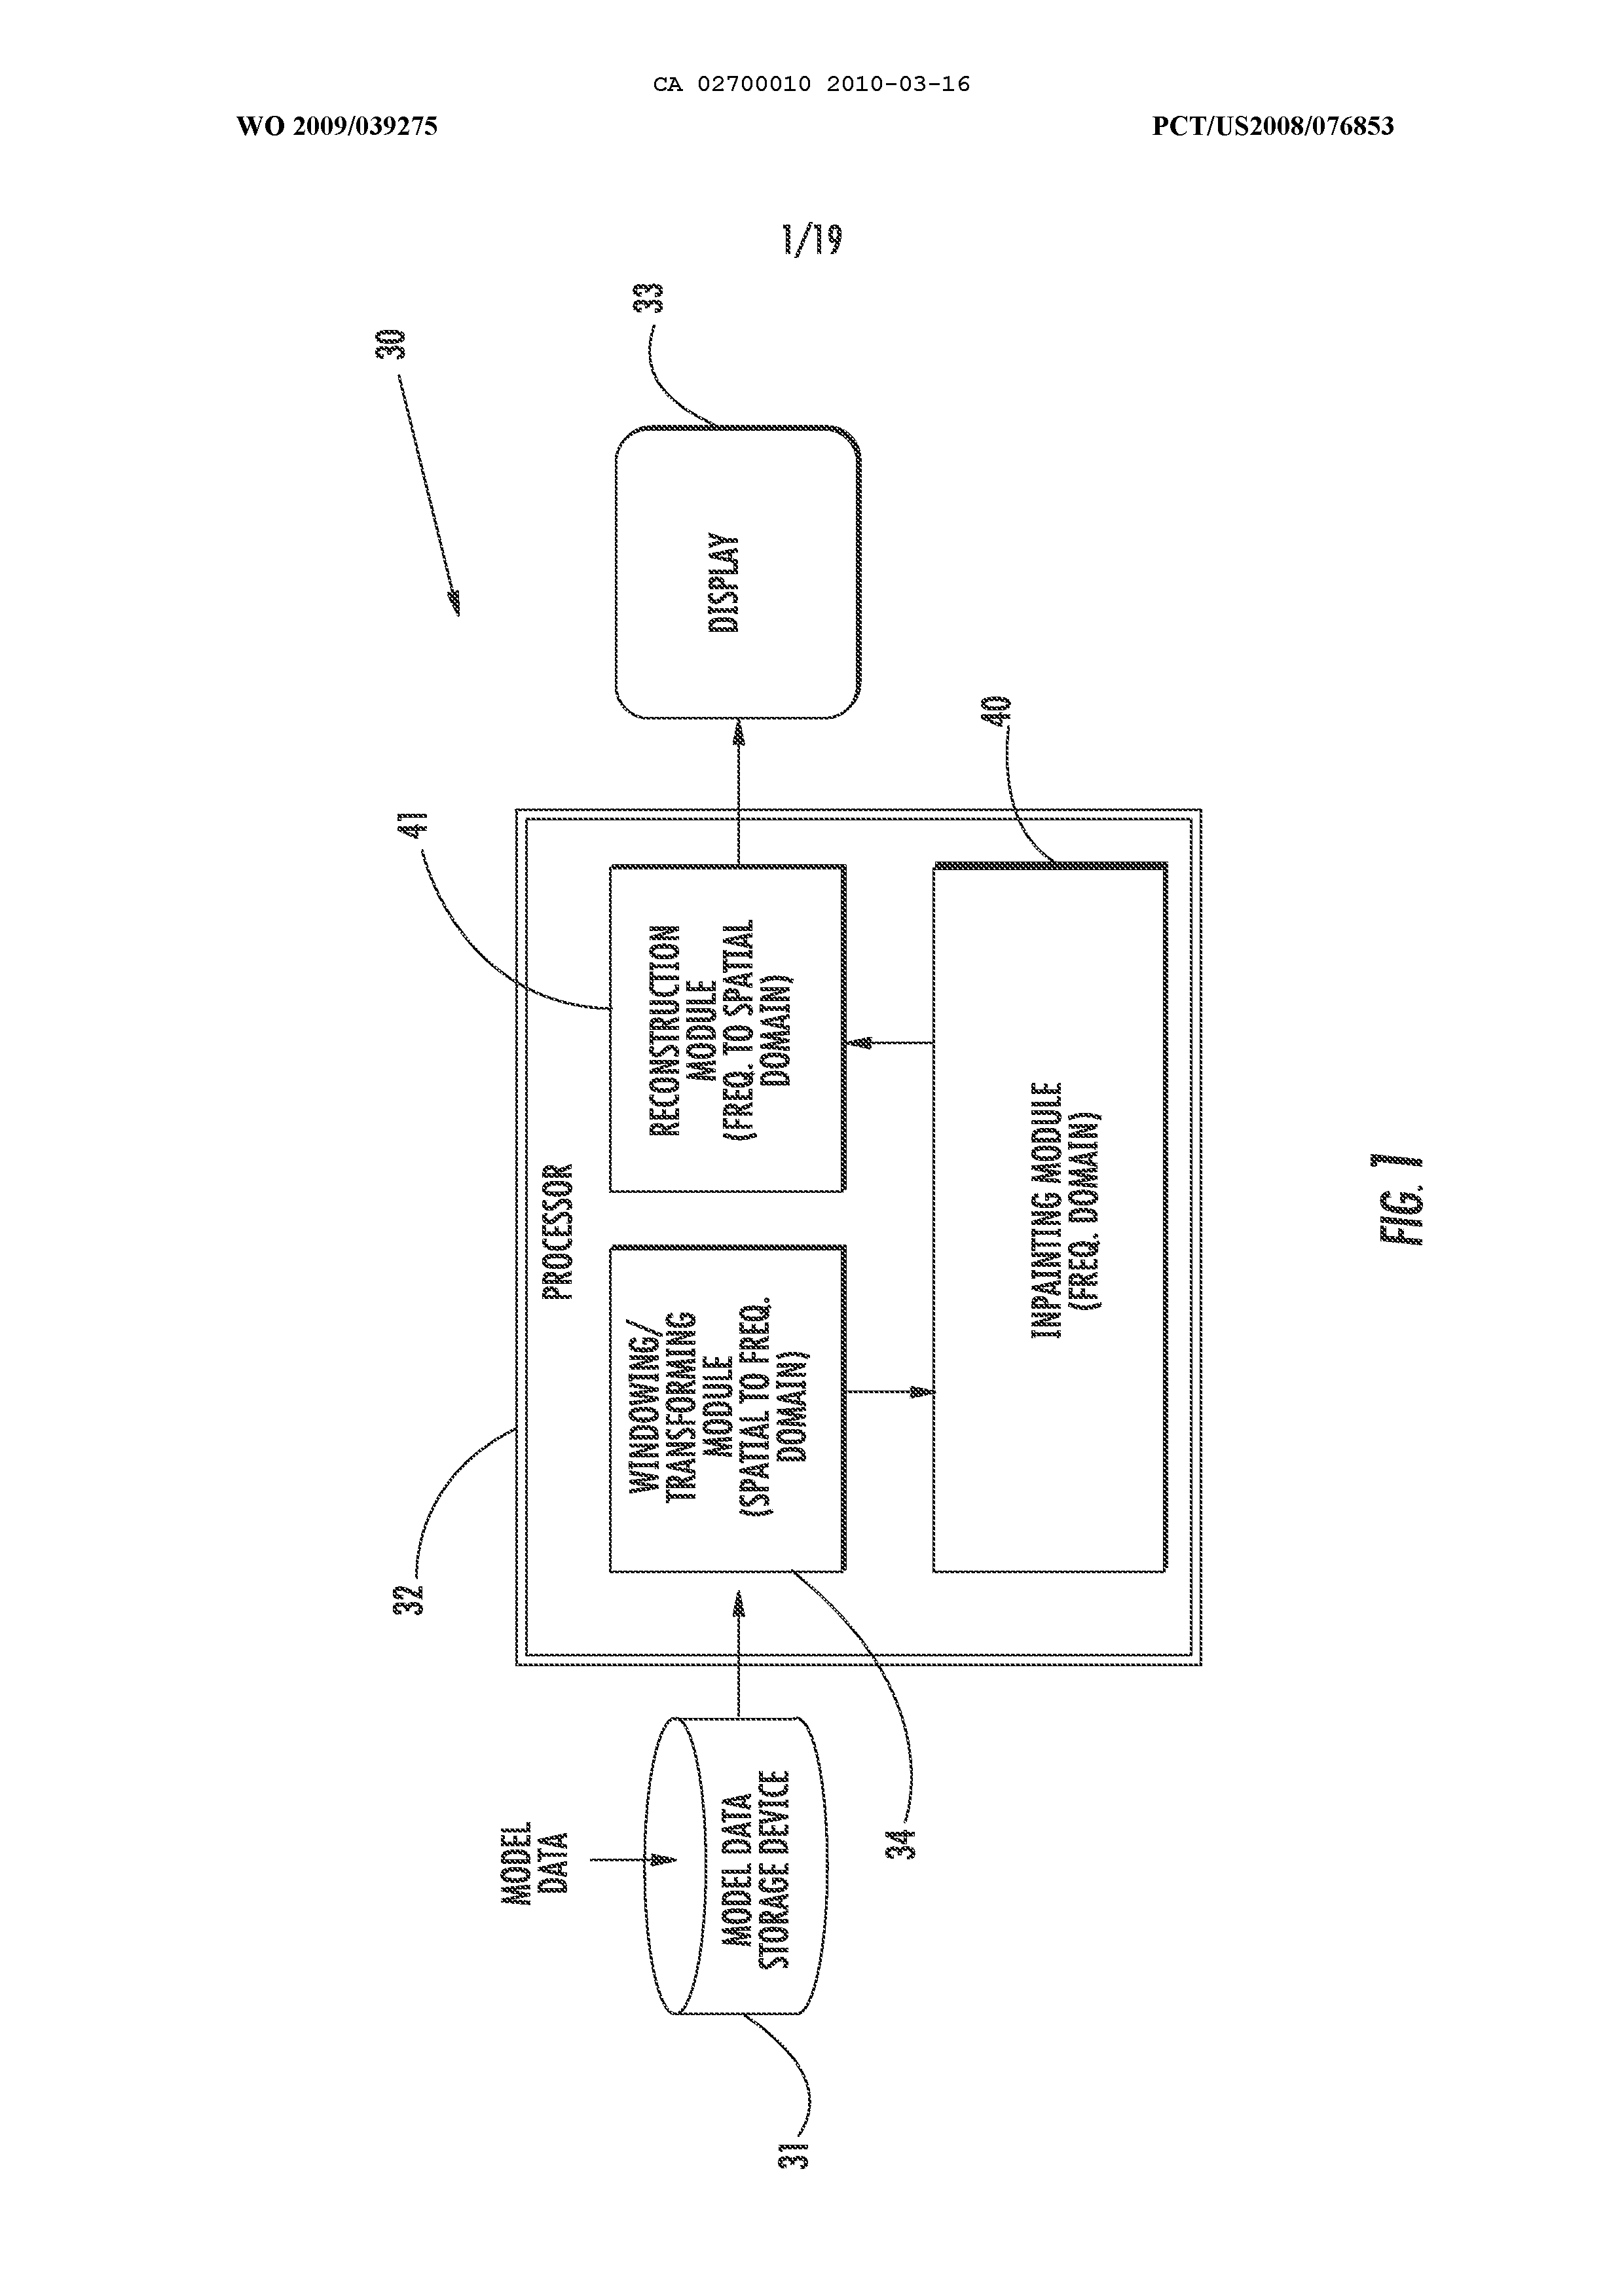 CA 02700010 2010-03-16
WO 2009/039275
PCT/US2008/076853
1/19
30
33
DISPLAY
41
40
RECONSTRUCTION
MODULE
(FREQ. TO SPATIAL
DOMAIN)
PROCESSOR
WINDOWING/
TRANSFORMING
MODULE
(SPATIAL TO FREQ.
DOMAIN)
INPAINTING MODULE
(FREQ. DOMAIN)
32
34
MODEL
DATA
MODEL DATA
STORAGE DEVICE
31
FIG. 1